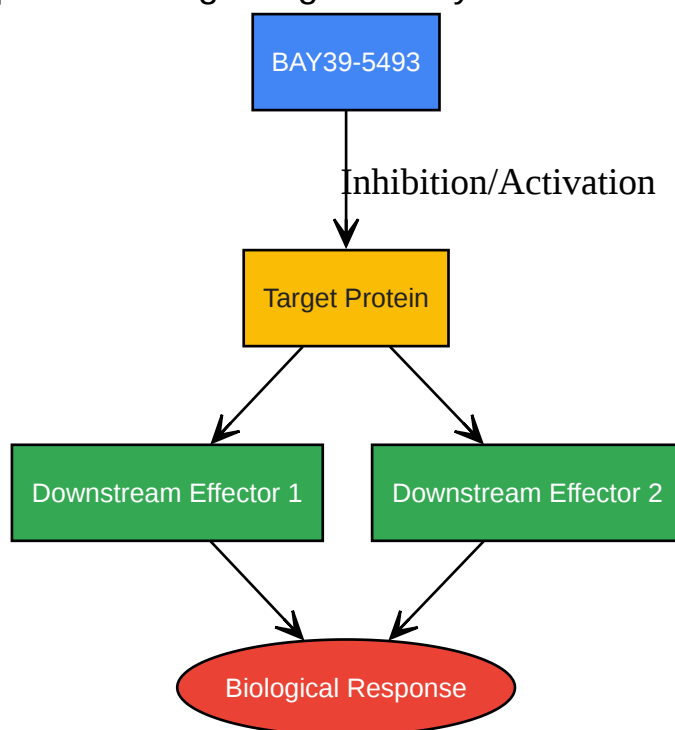 BAY39-5493
Inhibition/Activation
Target Protein
Downstream Effector 1
Downstream Effector 2
Biological Response